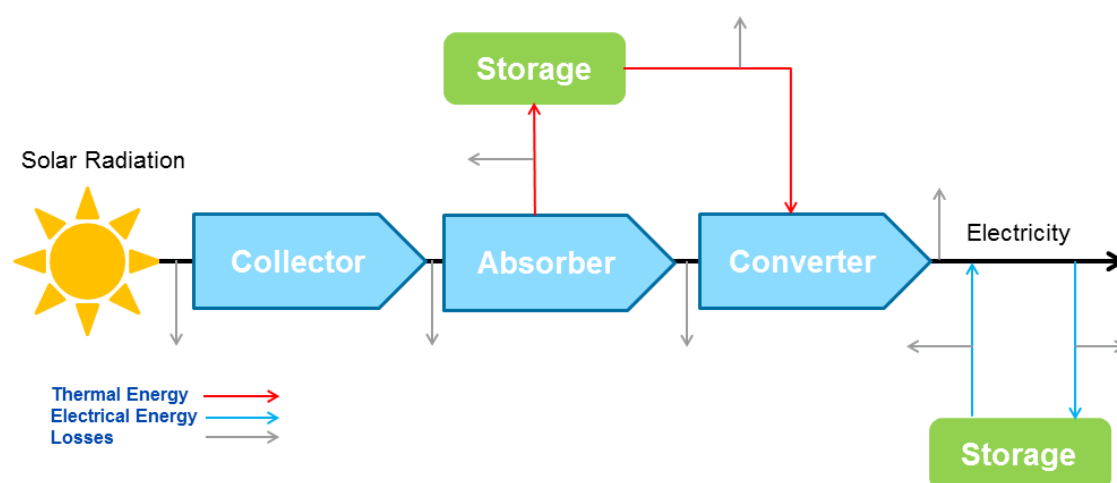 Storage
Solar Radiation
Collector
Absorber
Converter
Electricity
Thermal Energy
Electrical Energy
Losses
Storage